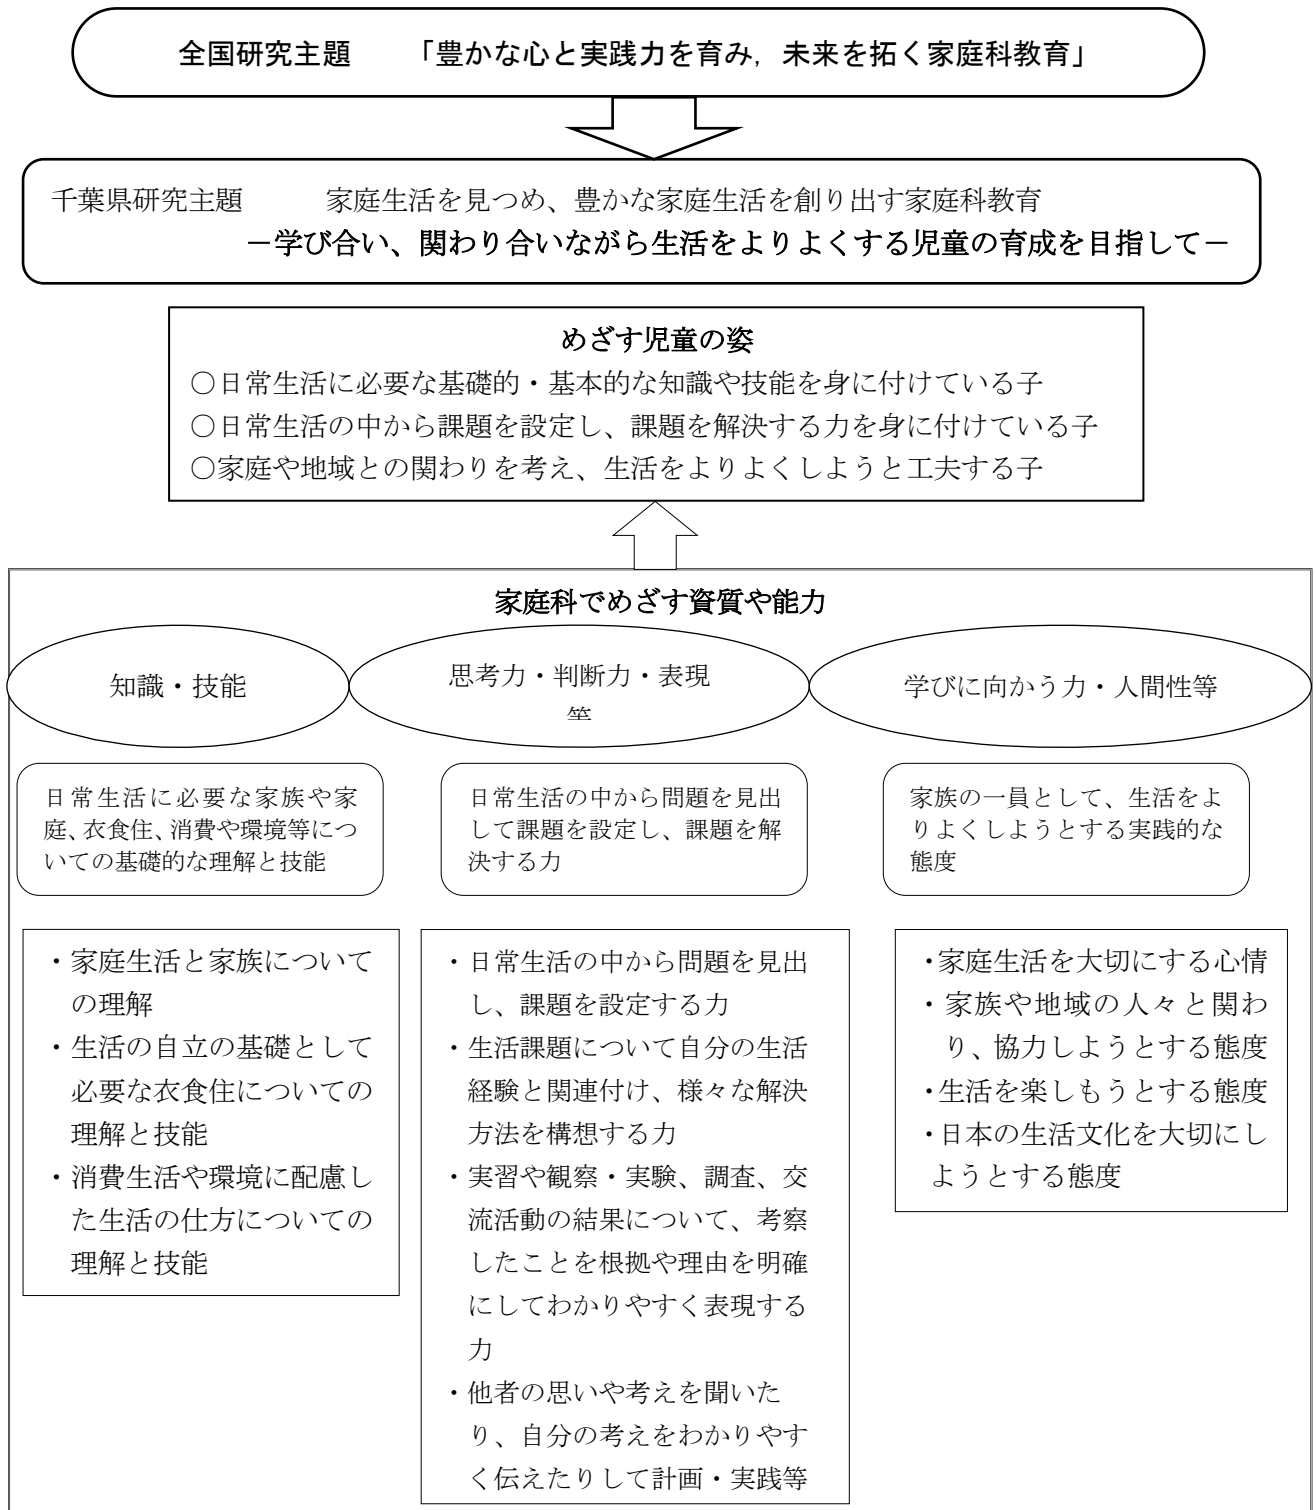 全国研究主題　　「豊かな心と実践力を育み，未来を拓く家庭科教育」
千葉県研究主題　　　家庭生活を見つめ、豊かな家庭生活を創り出す家庭科教育
－学び合い、関わり合いながら生活をよりよくする児童の育成を目指して－
めざす児童の姿
○日常生活に必要な基礎的・基本的な知識や技能を身に付けている子
○日常生活の中から課題を設定し、課題を解決する力を身に付けている子
○家庭や地域との関わりを考え、生活をよりよくしようと工夫する子
家庭科でめざす資質や能力
知識・技能
日常生活に必要な家族や家
庭、衣食住、消費や環境等につ
いての基礎的な理解と技能
・家庭生活と家族について
の理解
・生活の自立の基礎として
必要な衣食住についての
理解と技能
・消費生活や環境に配慮し
た生活の仕方についての
理解と技能
思考力・判断力・表現
等
日常生活の中から問題を見出
して課題を設定し、課題を解
決する力
・日常生活の中から問題を見出
し、課題を設定する力
・生活課題について自分の生活
経験と関連付け、様々な解決
方法を構想する力
・実習や観察・実験、調査、交
流活動の結果について、考察
したことを根拠や理由を明確
にしてわかりやすく表現する
力
・他者の思いや考えを聞いた
り、自分の考えをわかりやす
く伝えたりして計画・実践等
学びに向かう力・人間性等
家族の一員として、生活をよ
りよくしようとする実践的な
態度
・家庭生活を大切にする心情
・家族や地域の人々と関わ
り、協力しようとする態度
・生活を楽しもうとする態度
・日本の生活文化を大切にし
ようとする態度